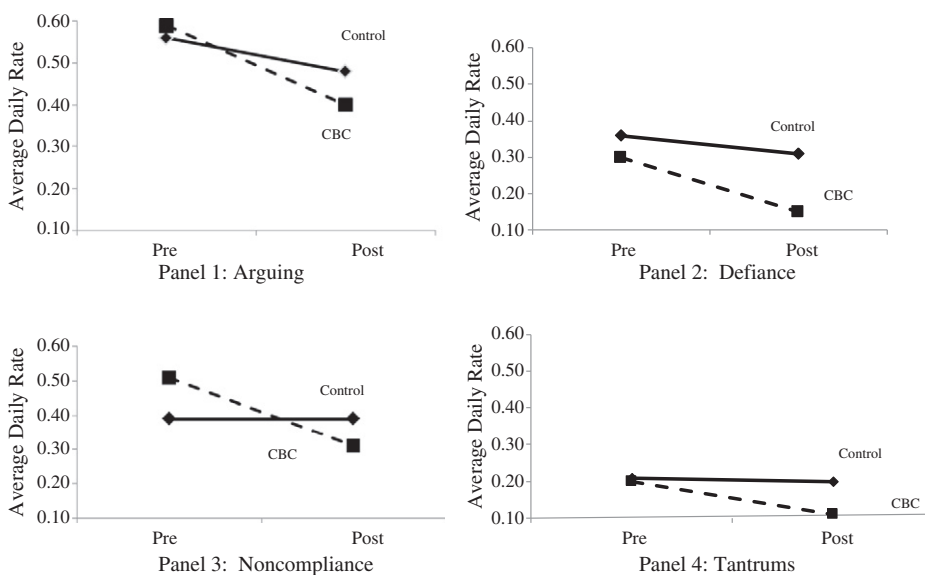 Average Daily Rate
0.60
0.50
0.40
0.30
0.20
0.10
Control
CBC
Pre
Post
Panel 1: Arguing
Average Daily Rate
0.60
0.50
0.40
0.30
0.20
0.10
Control
CBC
Pre
Post
Panel 2: Defiance
Average Daily Rate
0.60
0.50
0.40
0.30
0.20
0.10
Control
CBC
Pre
Post
Panel 3: Noncompliance
Average Daily Rate
0.60
0.50
0.40
0.30
0.20
0.10
Control
CBC
Pre
Post
Panel 4: Tantrums